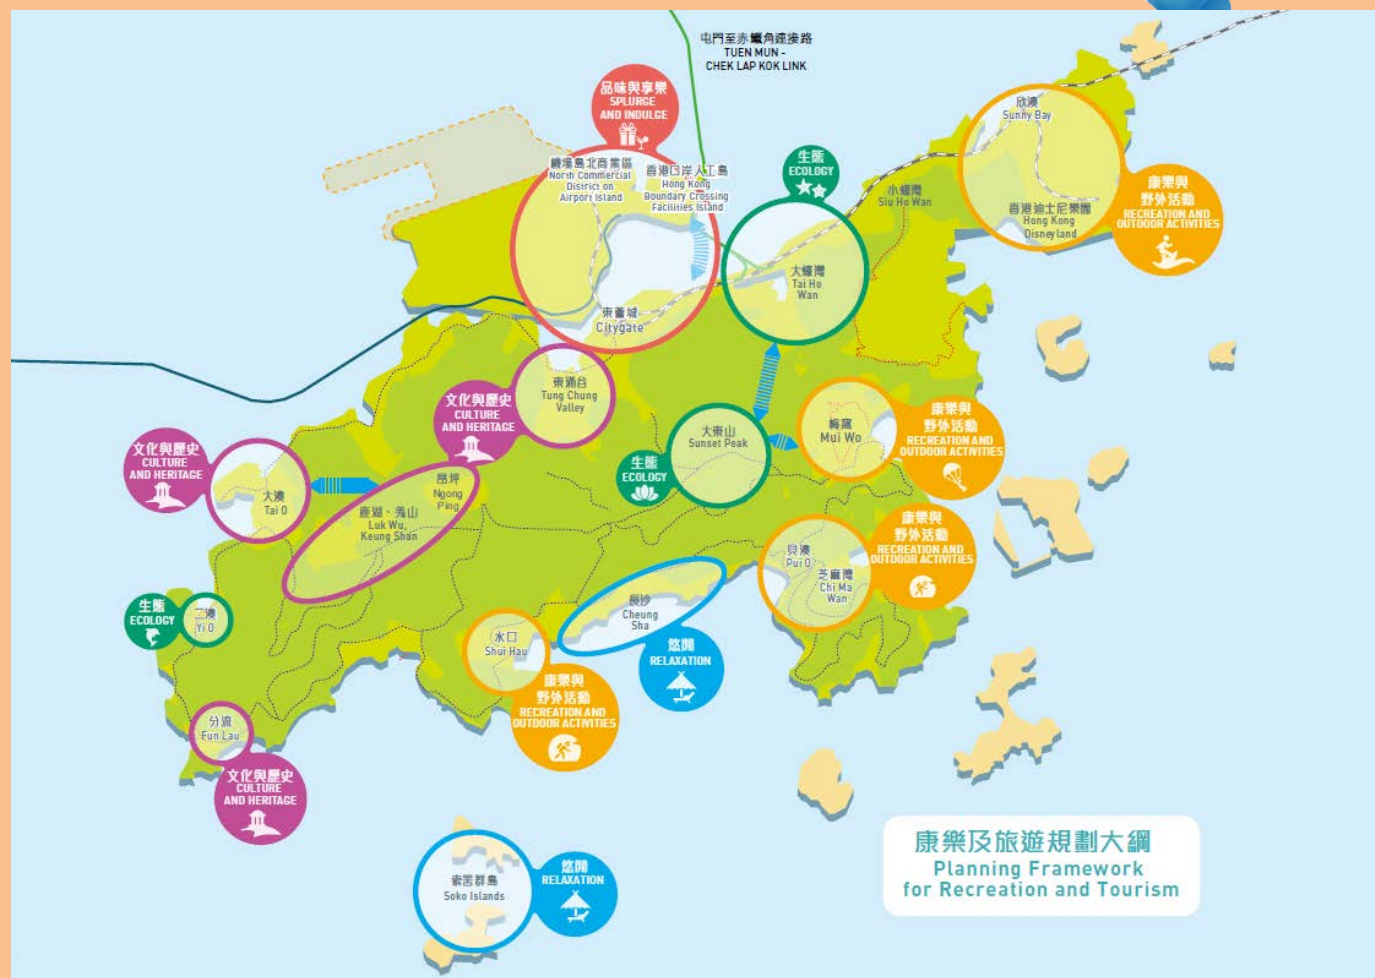 屯門至赤鱲角連接路
TUEN MUN -
CHEK LAP KOK LINK
品味與享樂
SPLURGE
AND INDULGE
機場島北商業區
North Commercial
District on
Airport Island
香港口岸人工島
Hong Kong
Boundary Crossing
Facilities Island
東薈城
Citygate
生態
ECOLOGY
大蠔灣
Tai Ho
Wan
小蠔灣
Siu Ho Wan
欣澳
Sunny Bay
香港迪士尼樂園
Hong Kong
Disneyland
康樂與
野外活動
RECREATION AND
OUTDOOR ACTIVITIES
東涌谷
Tung Chung
Valley
文化與歷史
CULTURE
AND HERITAGE
文化與歷史
CULTURE
AND HERITAGE
大澳
Tai O
昂坪
Ngong
Ping
鹿湖、羗山
Luk Wu,
Keung Shan
大東山
Sunset Peak
生態
ECOLOGY
梅窩
Mui Wo
康樂與
野外活動
RECREATION AND
OUTDOOR ACTIVITIES
貝澳
Pui O
芝麻灣
Chi Ma
Wan
康樂與
野外活動
RECREATION AND
OUTDOOR ACTIVITIES
生態
ECOLOGY
二澳
Yi O
水口
Shui Hau
康樂與
野外活動
RECREATION AND
OUTDOOR ACTIVITIES
長沙
Cheung
Sha
悠閒
RELAXATION
分流
Fun Lau
文化與歷史
CULTURE
AND HERITAGE
索罟群島
Soko Islands
悠閒
RELAXATION
康樂及旅遊規劃大綱
Planning Framework
for Recreation and Tourism